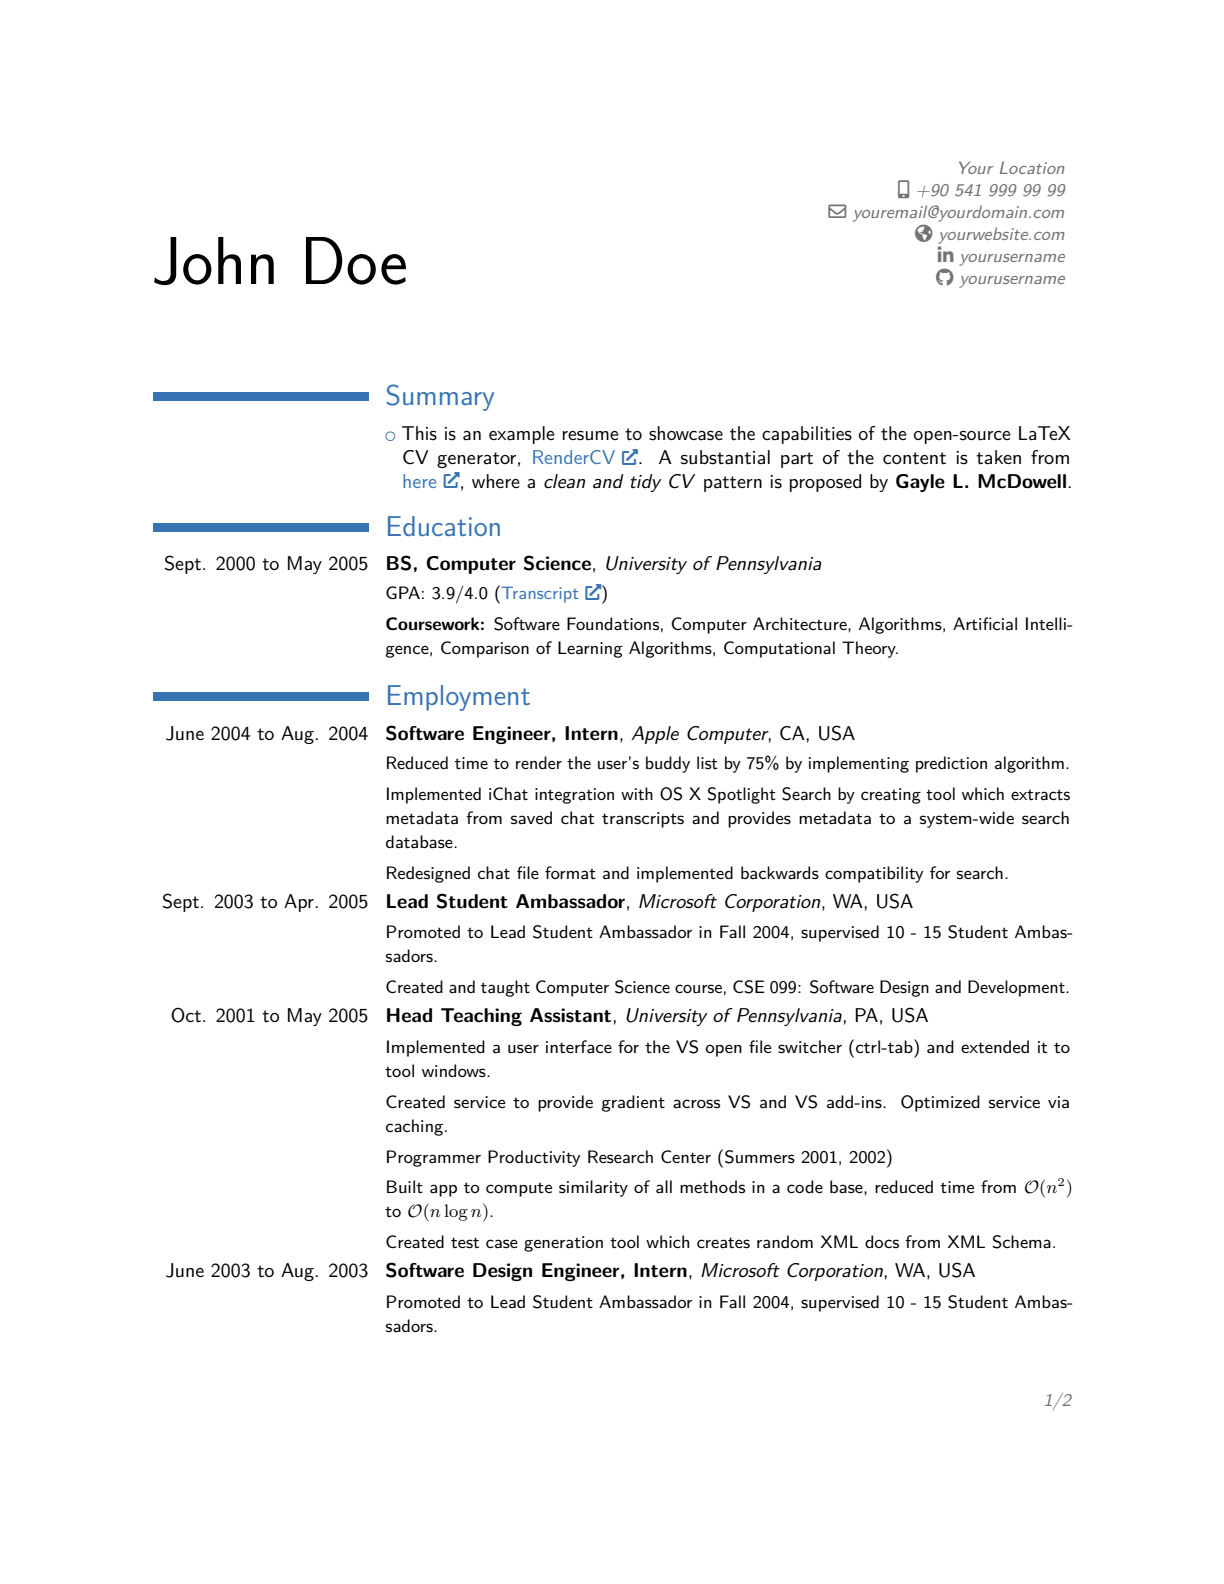 Your Location
+90 541 999 99 99
youremail@yourdomain.com
yourwebsite.com
yourusername
yourusername
John Doe
Summary
○ This is an example resume to showcase the capabilities of the open-source LaTeX
CV generator, RenderCV. A substantial part of the content is taken from
here, where a clean and tidy CV pattern is proposed by Gayle L. McDowell.
Education
Sept. 2000 to May 2005 BS, Computer Science, University of Pennsylvania
GPA: 3.9/4.0 (Transcript)
Coursework: Software Foundations, Computer Architecture, Algorithms, Artificial Intelli-
gence, Comparison of Learning Algorithms, Computational Theory.
Employment
June 2004 to Aug. 2004 Software Engineer, Intern, Apple Computer, CA, USA
Reduced time to render the user's buddy list by 75% by implementing prediction algorithm.
Implemented iChat integration with OS X Spotlight Search by creating tool which extracts
metadata from saved chat transcripts and provides metadata to a system-wide search
database.
Redesigned chat file format and implemented backwards compatibility for search.
Sept. 2003 to Apr. 2005 Lead Student Ambassador, Microsoft Corporation, WA, USA
Promoted to Lead Student Ambassador in Fall 2004, supervised 10 - 15 Student Ambas-
sadors.
Created and taught Computer Science course, CSE 099: Software Design and Development.
Oct. 2001 to May 2005 Head Teaching Assistant, University of Pennsylvania, PA, USA
Implemented a user interface for the VS open file switcher (ctrl-tab) and extended it to
tool windows.
Created service to provide gradient across VS and VS add-ins. Optimized service via
caching.
Programmer Productivity Research Center (Summers 2001, 2002)
Built app to compute similarity of all methods in a code base, reduced time from 𝒪(n²)
to 𝒪(n log n).
Created test case generation tool which creates random XML docs from XML Schema.
June 2003 to Aug. 2003 Software Design Engineer, Intern, Microsoft Corporation, WA, USA
Promoted to Lead Student Ambassador in Fall 2004, supervised 10 - 15 Student Ambas-
sadors.
1/2